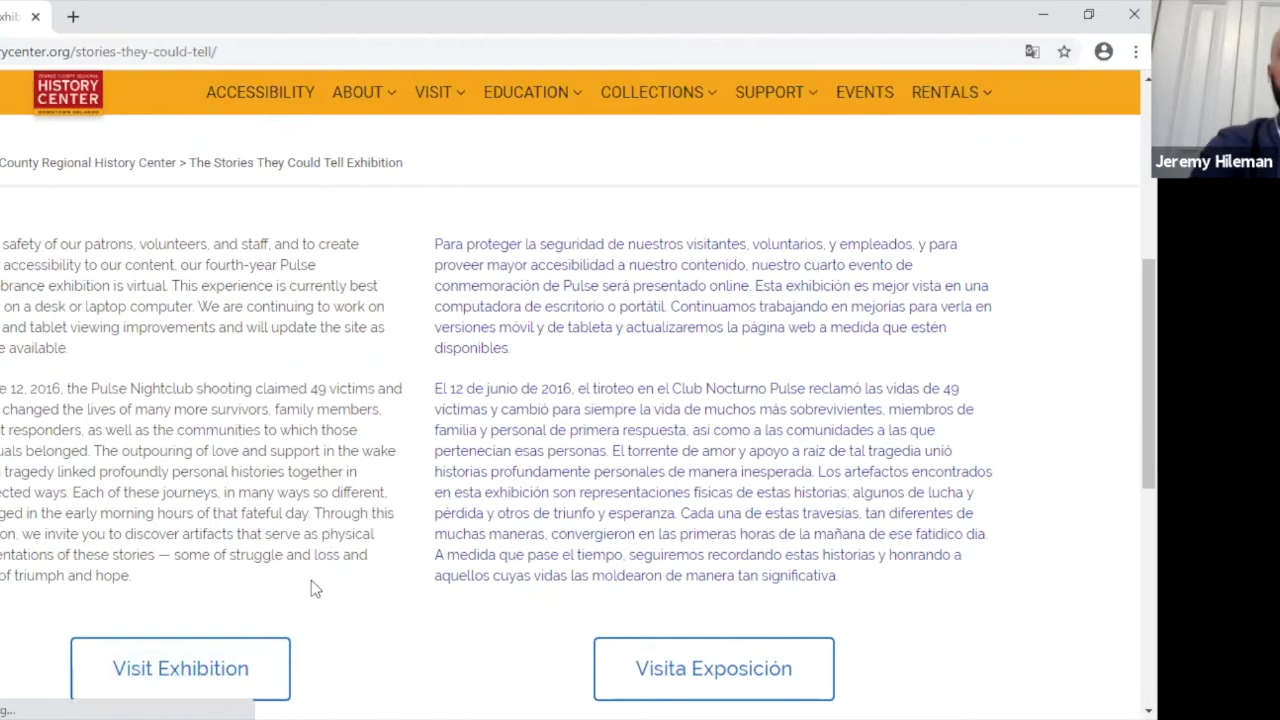 xhib
ycenter.org/stories-they-could-tell/
ORANGE COUNTY REGIONAL
HISTORY
CENTER
DOWNTOWN ORLANDO
ACCESSIBILITY ABOUT VISIT EDUCATION COLLECTIONS SUPPORT EVENTS RENTALS
Jeremy Hileman
County Regional History Center > The Stories They Could Tell Exhibition
safety of our patrons, volunteers, and staff, and to create
accessibility to our content, our fourth-year Pulse
brance exhibition is virtual. This experience is currently best
on a desk or laptop computer. We are continuing to work on
and tablet viewing improvements and will update the site as
e available.
e 12, 2016, the Pulse Nightclub shooting claimed 49 victims and
changed the lives of many more survivors, family members,
t responders, as well as the communities to which those
uals belonged. The outpouring of love and support in the wake
tragedy linked profoundly personal histories together in
ected ways. Each of these journeys, in many ways so different,
ged in the early morning hours of that fateful day. Through this
on, we invite you to discover artifacts that serve as physical
entations of these stories — some of struggle and loss and
of triumph and hope.
Para proteger la seguridad de nuestros visitantes, voluntarios, y empleados, y para
proveer mayor accesibilidad a nuestro contenido, nuestro cuarto evento de
conmemoración de Pulse será presentado online. Esta exhibición es mejor vista en una
computadora de escritorio o portátil. Continuamos trabajando en mejorías para verla en
versiones móvil y de tableta y actualizaremos la página web a medida que estén
disponibles.
El 12 de junio de 2016, el tiroteo en el Club Nocturno Pulse reclamó las vidas de 49
víctimas y cambió para siempre la vida de muchos más sobrevivientes, miembros de
familia y personal de primera respuesta, así como a las comunidades a las que
pertenecían esas personas. El torrente de amor y apoyo a raíz de tal tragedia unió
historias profundamente personales de manera inesperada. Los artefactos encontrados
en esta exhibición son representaciones físicas de estas historias; algunos de lucha y
pérdida y otros de triunfo y esperanza. Cada una de estas travesías, tan diferentes de
muchas maneras, convergieron en las primeras horas de la mañana de ese fatídico día.
A medida que pase el tiempo, seguiremos recordando estas historias y honrando a
aquellos cuyas vidas las moldearon de manera tan significativa.
Visit Exhibition
Visita Exposición
g...